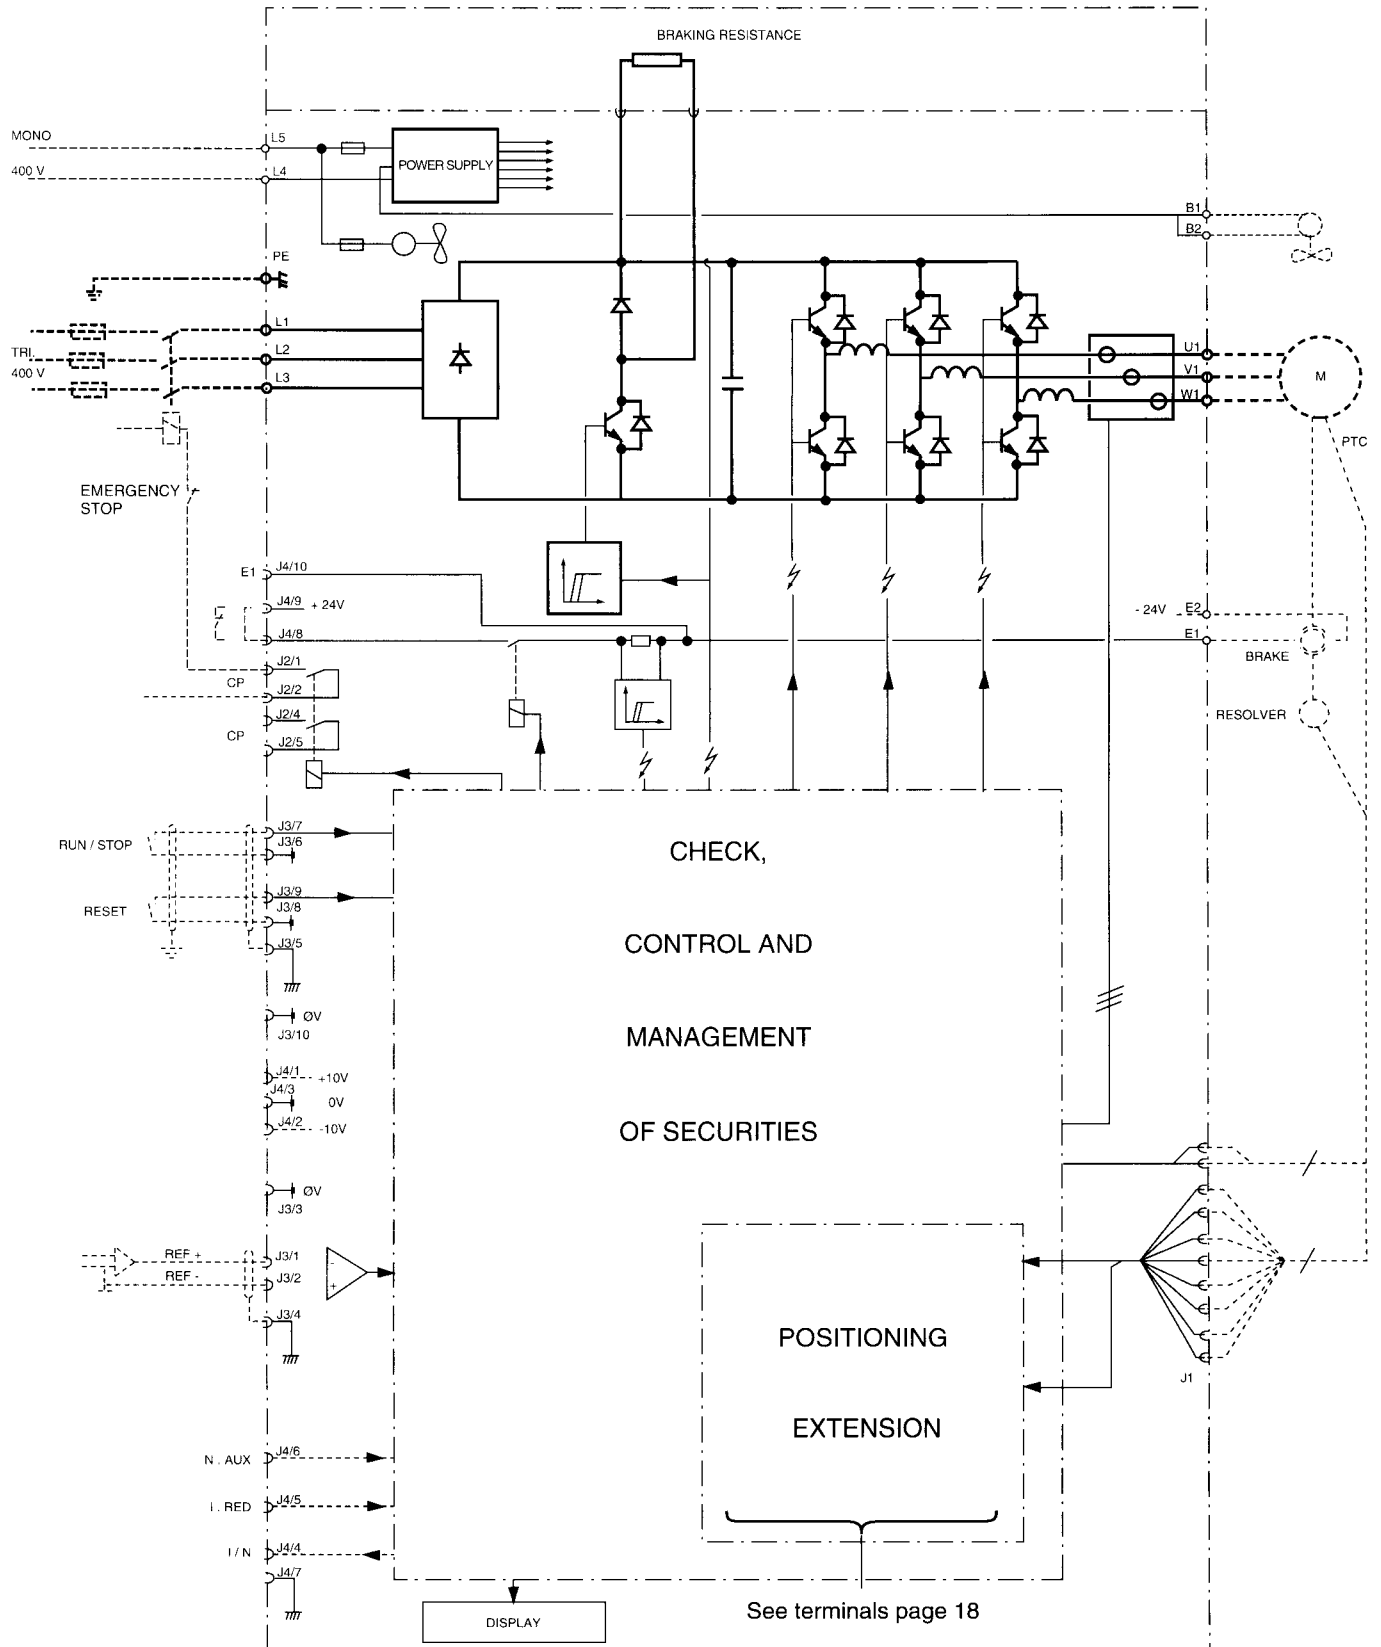 BRAKING RESISTANCE
MONO
L5
400 V
L4
POWER SUPPLY
B1
B2
PE
L1
TRI.
400 V
L2
L3
U1
V1
W1
M
PTC
EMERGENCY
STOP
E1
J4/10
J4/9
+ 24V
J4/8
- 24V
E2
E1
BRAKE
J2/1
CP
J2/2
J2/4
CP
J2/5
RESOLVER
J3/7
RUN / STOP
J3/6
J3/9
RESET
J3/8
J3/5
CHECK,
CONTROL AND
MANAGEMENT
OF SECURITIES
ØV
J3/10
J4/1
+10V
J4/3
0V
J4/2
-10V
ØV
J3/3
REF +
J3/1
REF -
J3/2
-
+
J3/4
POSITIONING
EXTENSION
J1
N . AUX
J4/6
I . RED
J4/5
I / N
J4/4
J4/7
DISPLAY
See terminals page 18